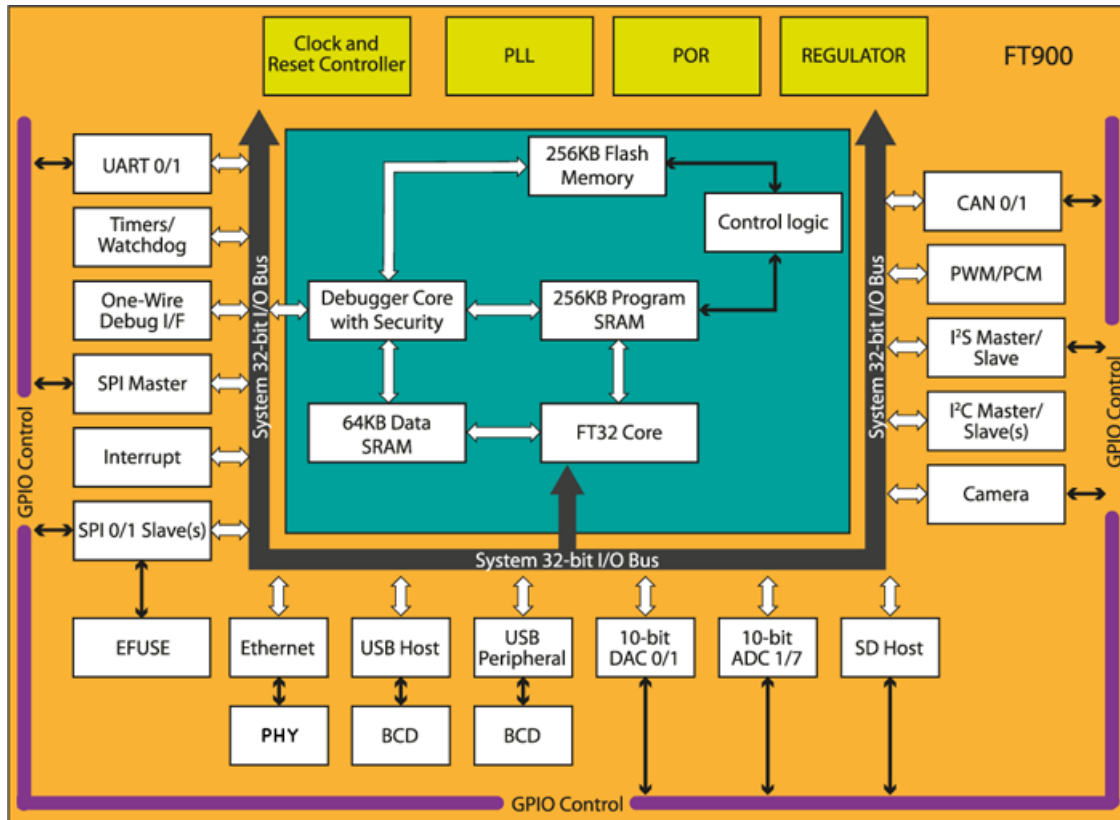 Clock and
Reset Controller
PLL
POR
REGULATOR
FT900
UART 0/1
Timers/
Watchdog
One-Wire
Debug I/F
SPI Master
Interrupt
SPI 0/1 Slave(s)
EFUSE
GPIO Control
System 32-bit I/O Bus
256KB Flash
Memory
Control logic
Debugger Core
with Security
256KB Program
SRAM
64KB Data
SRAM
FT32 Core
System 32-bit I/O Bus
System 32-bit I/O Bus
CAN 0/1
PWM/PCM
I²S Master/
Slave
I²C Master/
Slave(s)
Camera
GPIO Control
Ethernet
USB Host
USB
Peripheral
10-bit
DAC 0/1
10-bit
ADC 1/7
SD Host
PHY
BCD
BCD
GPIO Control